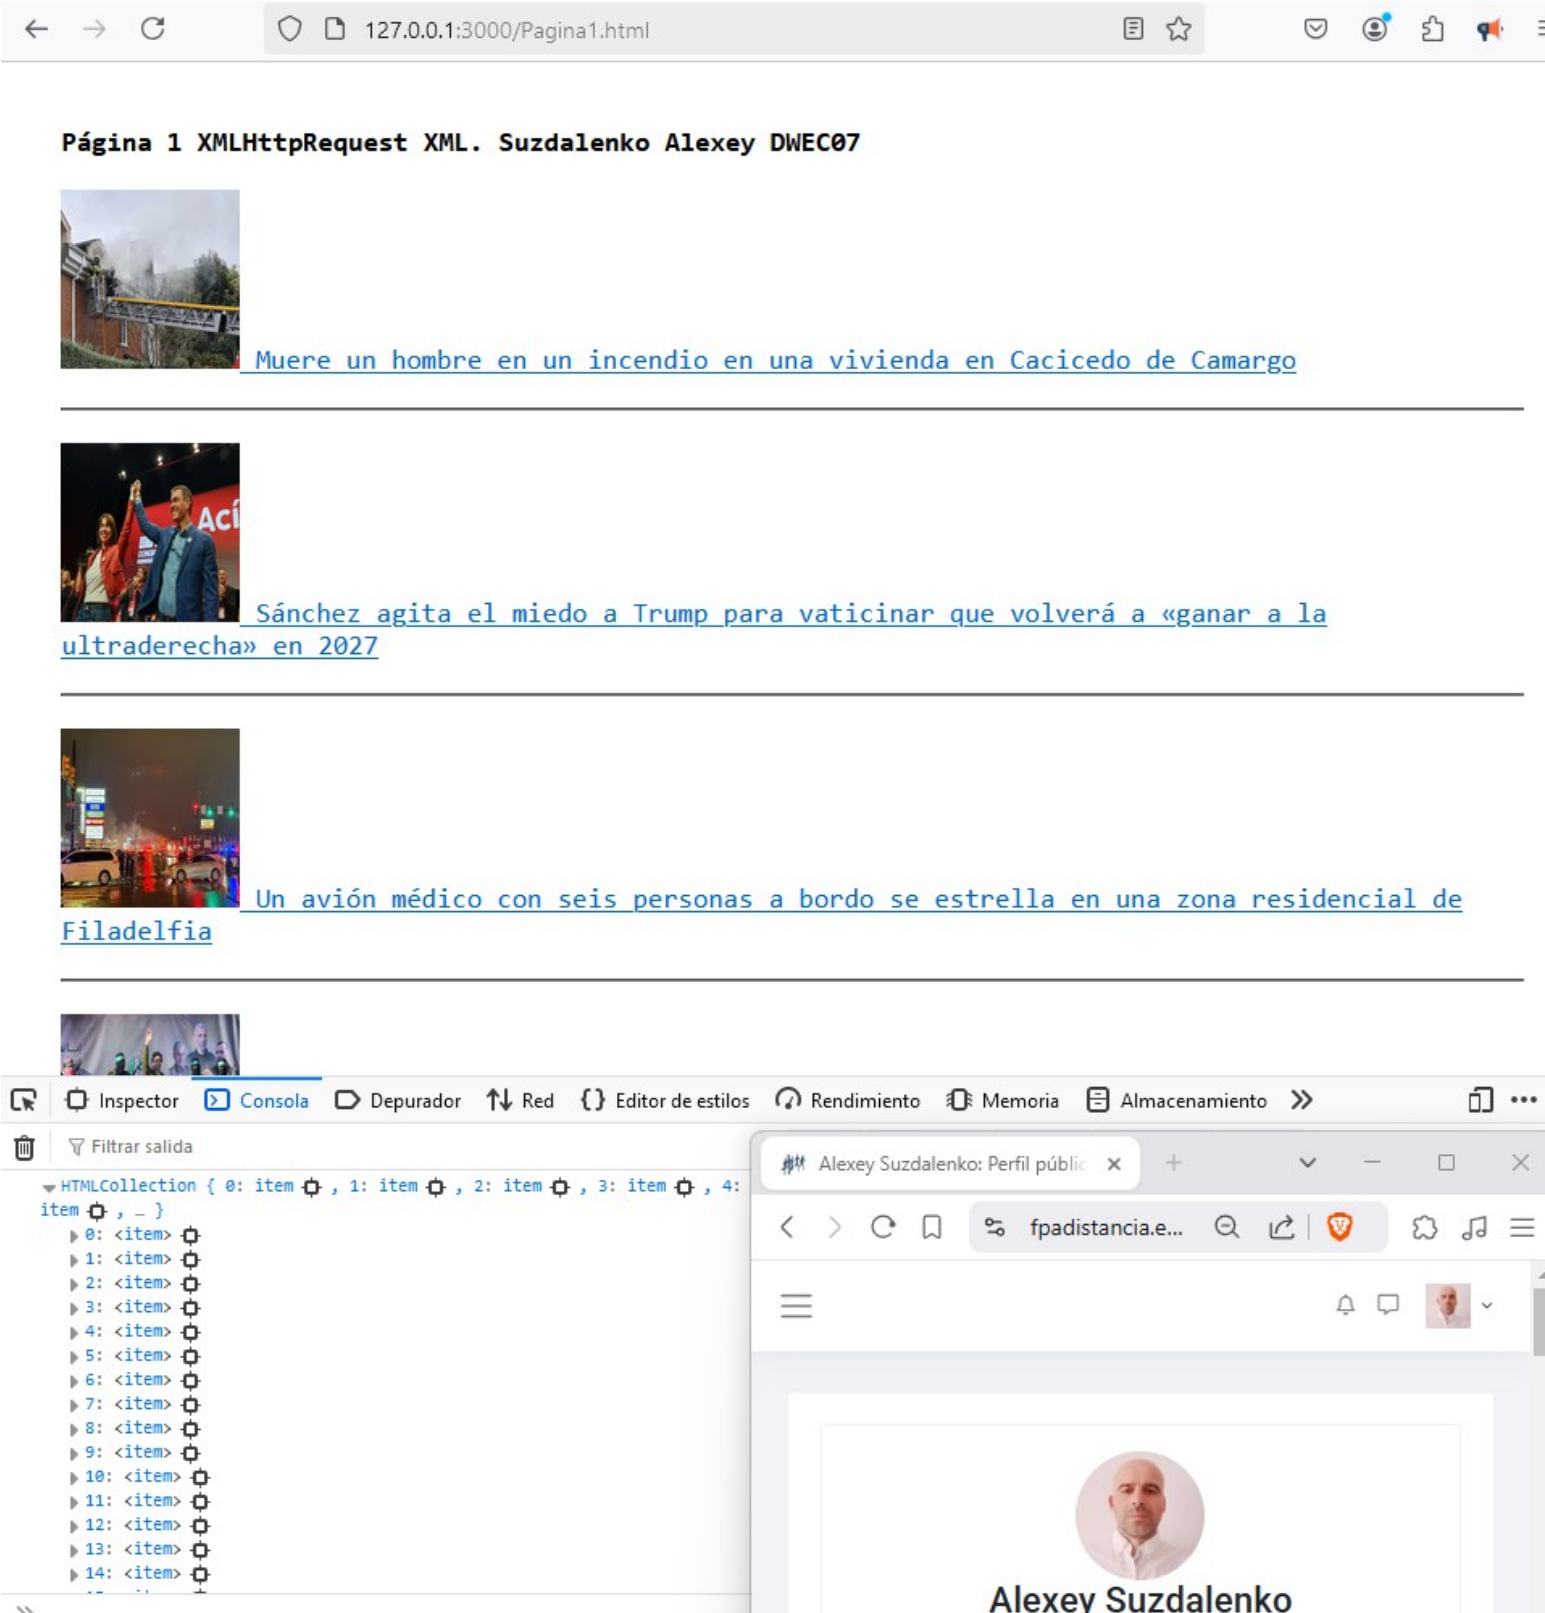 127.0.0.1:3000/Pagina1.html
Página 1 XMLHttpRequest XML. Suzdalenko Alexey DWEC07
Muere un hombre en un incendio en una vivienda en Cacicedo de Camargo
Ací
Sánchez agita el miedo a Trump para vaticinar que volverá a «ganar a la
ultraderecha» en 2027
Un avión médico con seis personas a bordo se estrella en una zona residencial de
Filadelfia
Inspector Consola Depurador Red Editor de estilos Rendimiento Memoria Almacenamiento
Filtrar salida
HTMLCollection { 0: item , 1: item , 2: item , 3: item , 4:
item , … }
0: <item>
1: <item>
2: <item>
3: <item>
4: <item>
5: <item>
6: <item>
7: <item>
8: <item>
9: <item>
10: <item>
11: <item>
12: <item>
13: <item>
14: <item>
Alexey Suzdalenko: Perfil públic
fpadistancia.e...
Alexey Suzdalenko